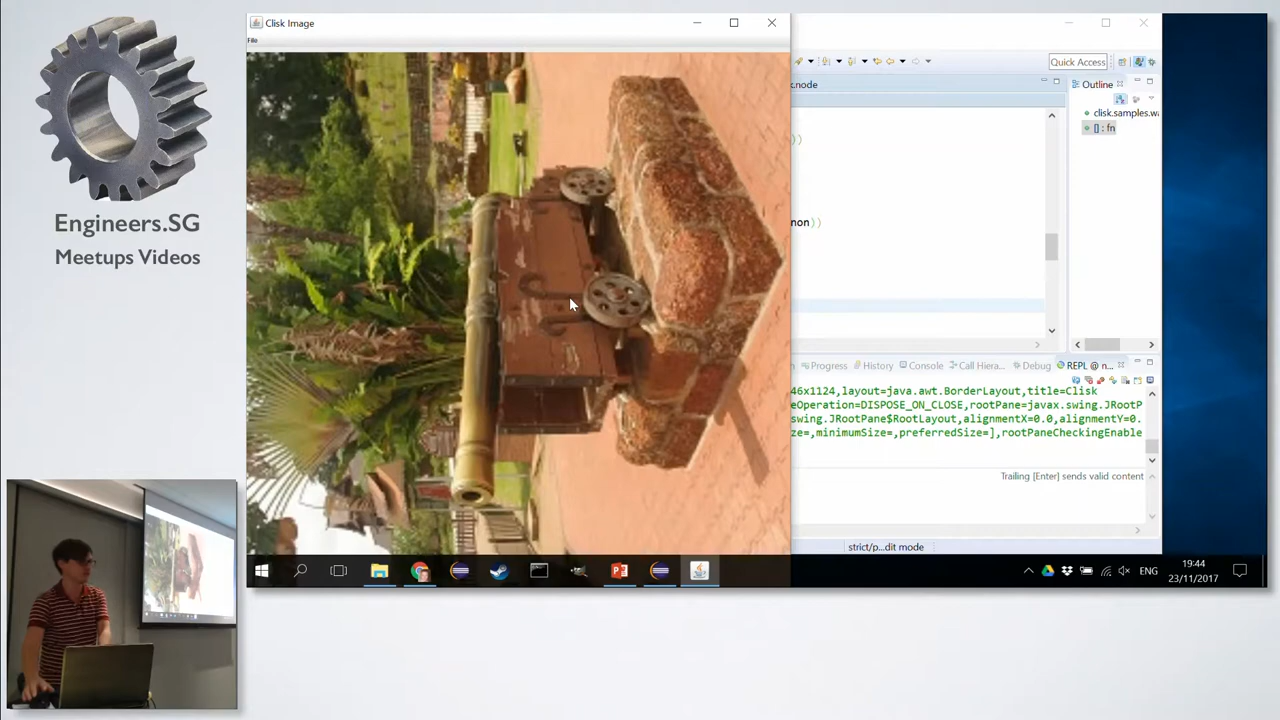 Engineers.SG
Meetups Videos
Clisk Image
File
Quick Access
.node
Outline
clisk.samples.wa
[] : fn
))
non))
Progress
History
Console
Call Hiera...
Debug
REPL @ n...
46x1124,layout=java.awt.BorderLayout,title=Clisk
eOperation=DISPOSE_ON_CLOSE,rootPane=javax.swing.JRootP
swing.JRootPane$RootLayout,alignmentX=0.0,alignmentY=0.
ze=,minimumSize=,preferredSize=],rootPaneCheckingEnable
Trailing [Enter] sends valid content
strict/p...dit mode
ENG
19:44
23/11/2017